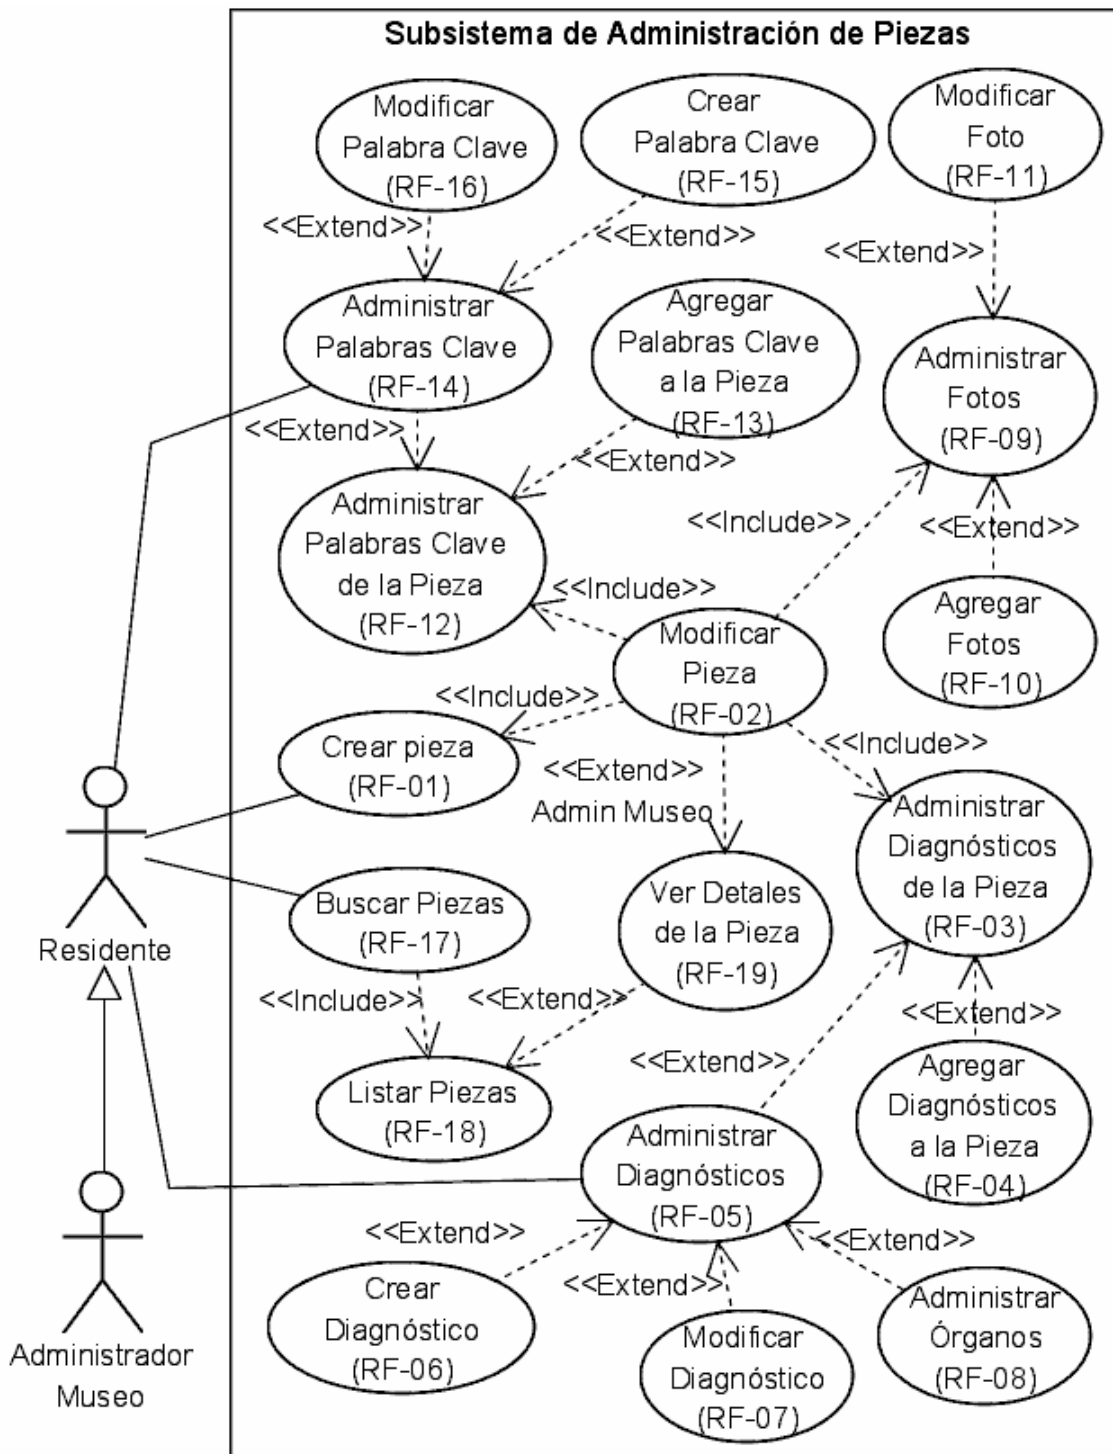 Subsistema de Administración de Piezas
Modificar
Palabra Clave
(RF-16)
Crear
Palabra Clave
(RF-15)
Modificar
Foto
(RF-11)
<<Extend>>
<<Extend>>
<<Extend>>
Administrar
Palabras Clave
(RF-14)
Agregar
Palabras Clave
a la Pieza
(RF-13)
Administrar
Fotos
(RF-09)
<<Extend>>
<<Extend>>
Administrar
Palabras Clave
de la Pieza
(RF-12)
<<Include>>
<<Extend>>
<<Include>>
Agregar
Fotos
(RF-10)
Modificar
Pieza
(RF-02)
<<Include>>
<<Include>>
Crear pieza
(RF-01)
<<Extend>>
Admin Museo
Administrar
Diagnósticos
de la Pieza
(RF-03)
Residente
Buscar Piezas
(RF-17)
Ver Detales
de la Pieza
(RF-19)
<<Include>>
<<Extend>>
<<Extend>>
Listar Piezas
(RF-18)
<<Extend>>
Agregar
Diagnósticos
a la Pieza
(RF-04)
Administrar
Diagnósticos
(RF-05)
<<Extend>>
<<Extend>>
<<Extend>>
Crear
Diagnóstico
(RF-06)
Modificar
Diagnóstico
(RF-07)
Administrar
Órganos
(RF-08)
Administrador
Museo